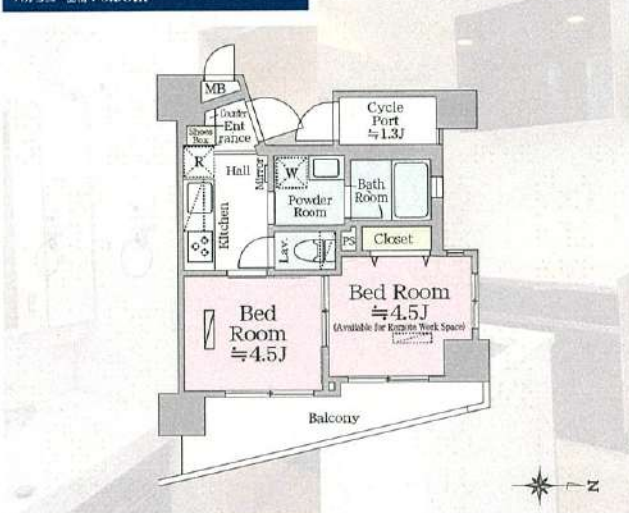 MB
Counter
Ent
rance
Shoes
Box
Cycle
Port
≒1.3J
R
Hall
Mirror
W
Powder
Room
Bath
Room
Kitchen
Lav.
PS
Closet
Bed
Room
≒4.5J
Bed Room
≒4.5J
(Available for Remote Work Space)
Balcony
N